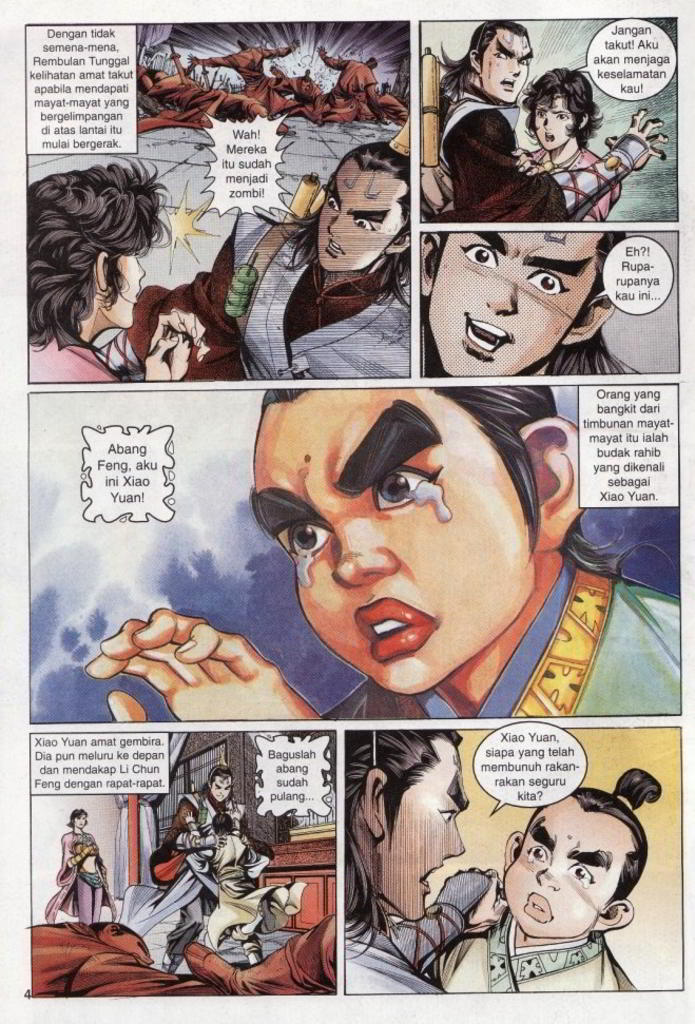 Dengan tidak
semena-mena,
Rembulan Tunggal
kelihatan amat takut
apabila mendapati
mayat-mayat yang
bergelimpangan
di atas lantai itu
mulai bergerak.
Wah!
Mereka
itu sudah
menjadi
zombi!
Jangan
takut! Aku
akan menjaga
keselamatan
kau!
Eh?!
Rupa-
rupanya
kau ini...
Abang
Feng, aku
ini Xiao
Yuan!
Orang yang
bangkit dari
timbunan mayat-
mayat itu ialah
budak rahib
yang dikenali
sebagai
Xiao Yuan.
Xiao Yuan amat gembira.
Dia pun meluru ke depan
dan mendakap Li Chun
Feng dengan rapat-rapat.
Baguslah
abang
sudah
pulang...
Xiao Yuan,
siapa yang telah
membunuh rakan-
rakan seguru
kita?
4